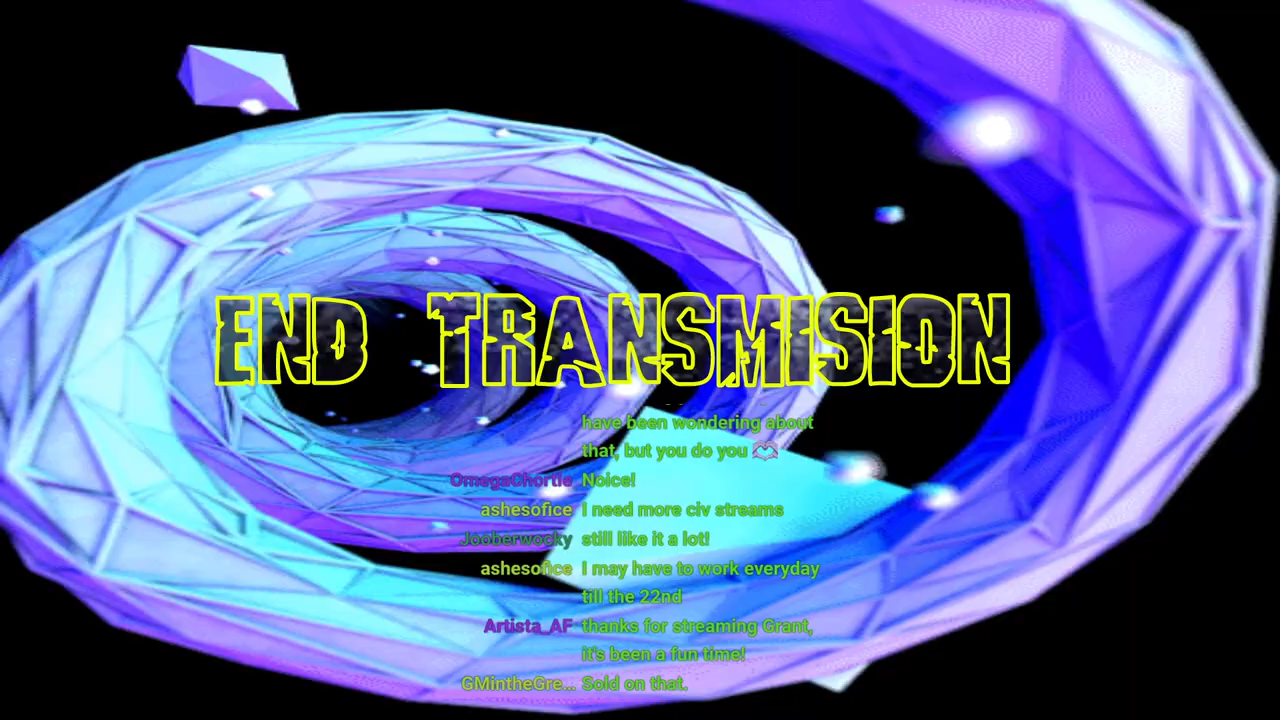 END TRANSMISION
have been wondering about
that, but you do you 🫶
OmegaChortle Noice!
ashesofice I need more civ streams
Jooberwocky still like it a lot!
ashesofice I may have to work everyday
till the 22nd
Artista_AF thanks for streaming Grant,
it's been a fun time!
GMintheGre... Sold on that.